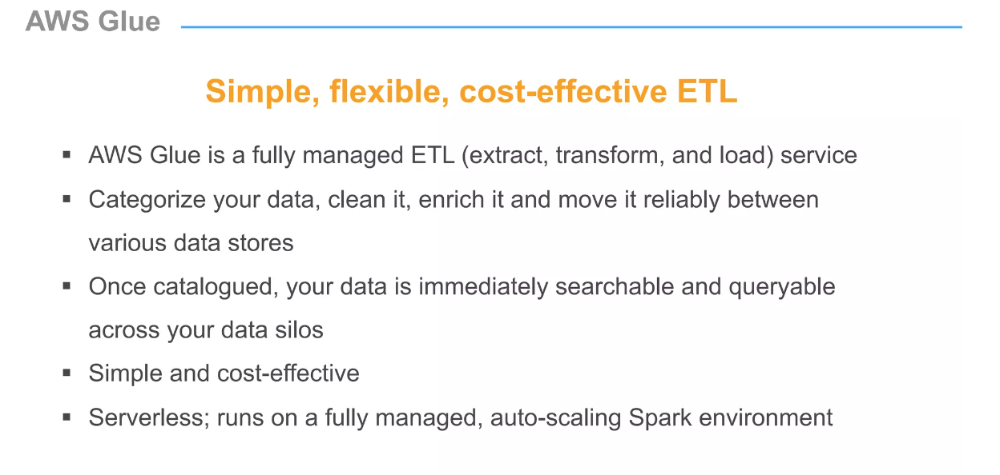 AWS Glue
Simple, flexible, cost-effective ETL
▪ AWS Glue is a fully managed ETL (extract, transform, and load) service
▪ Categorize your data, clean it, enrich it and move it reliably between
various data stores
▪ Once catalogued, your data is immediately searchable and queryable
across your data silos
▪ Simple and cost-effective
▪ Serverless; runs on a fully managed, auto-scaling Spark environment